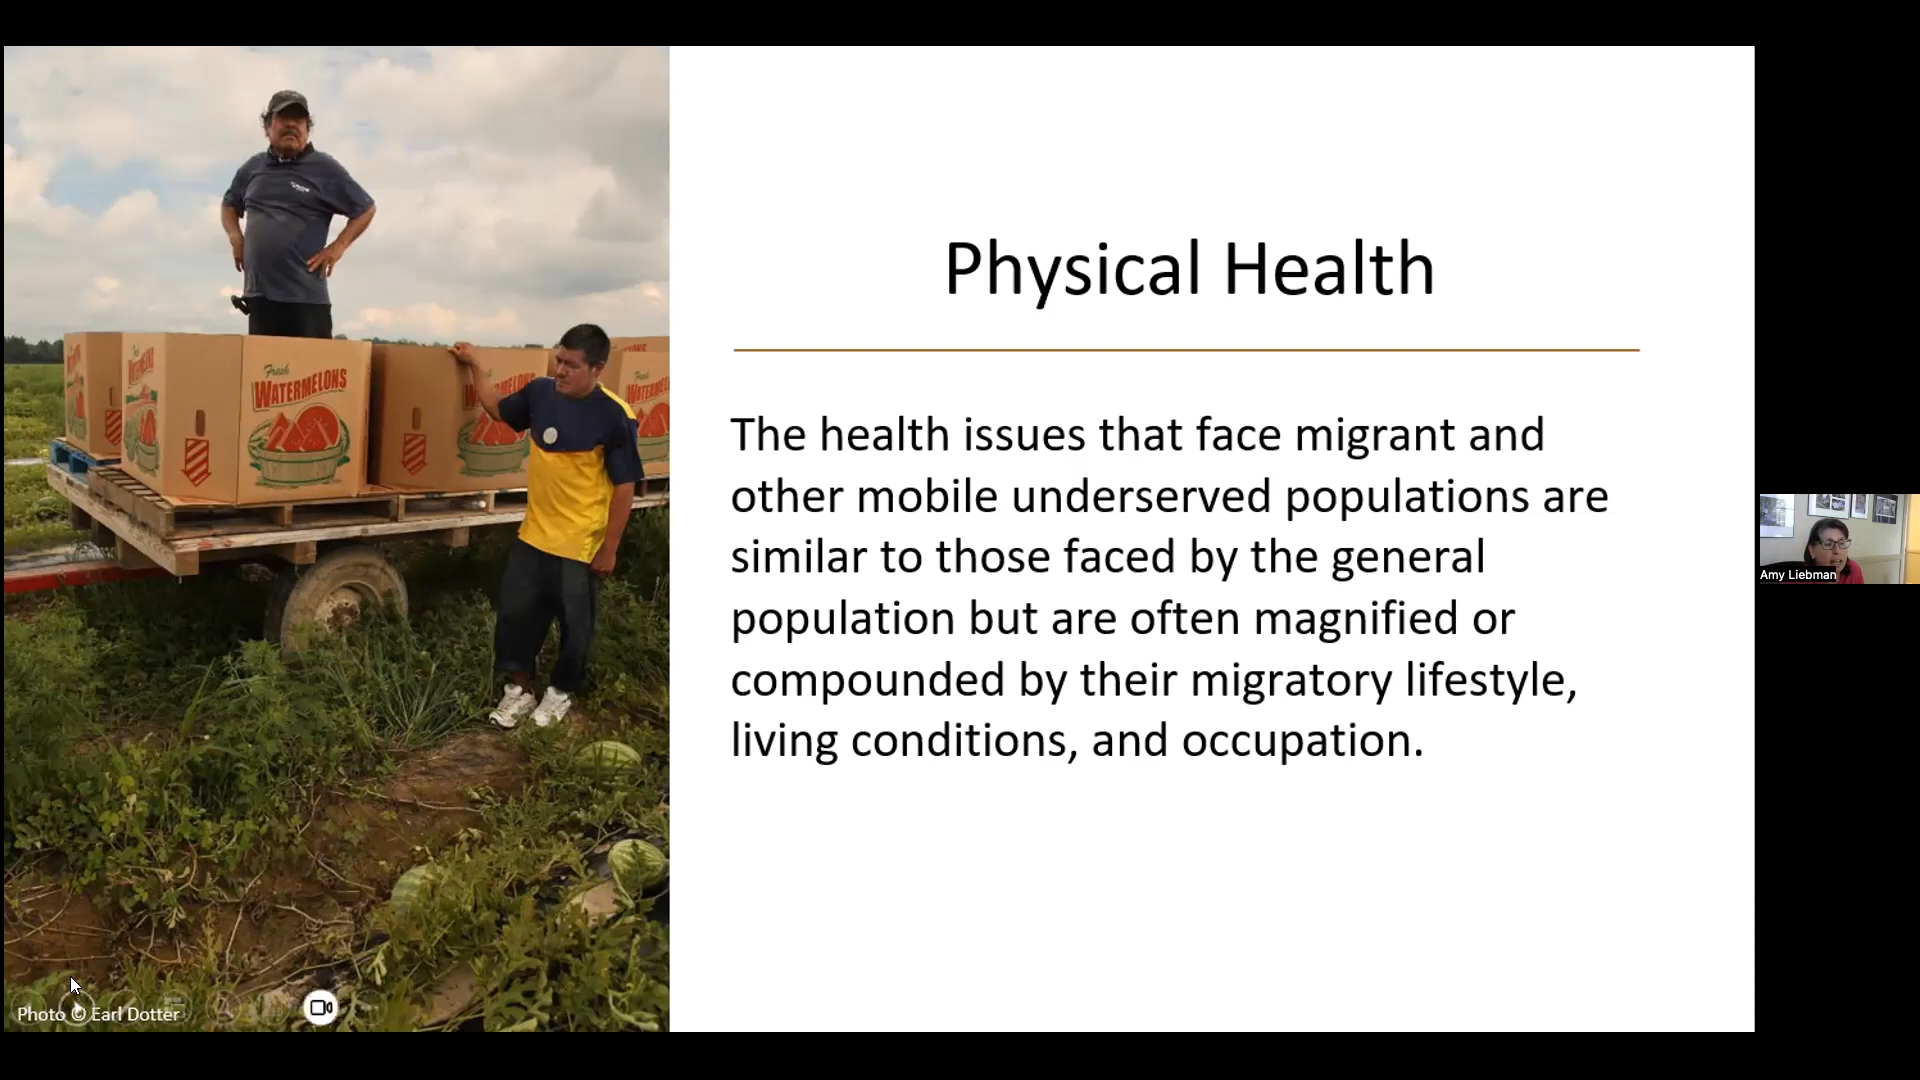 Physical Health
The health issues that face migrant and
other mobile underserved populations are
similar to those faced by the general
population but are often magnified or
compounded by their migratory lifestyle,
living conditions, and occupation.
Fresh
WATERMELONS
Photo © Earl Dotter
Amy Liebman